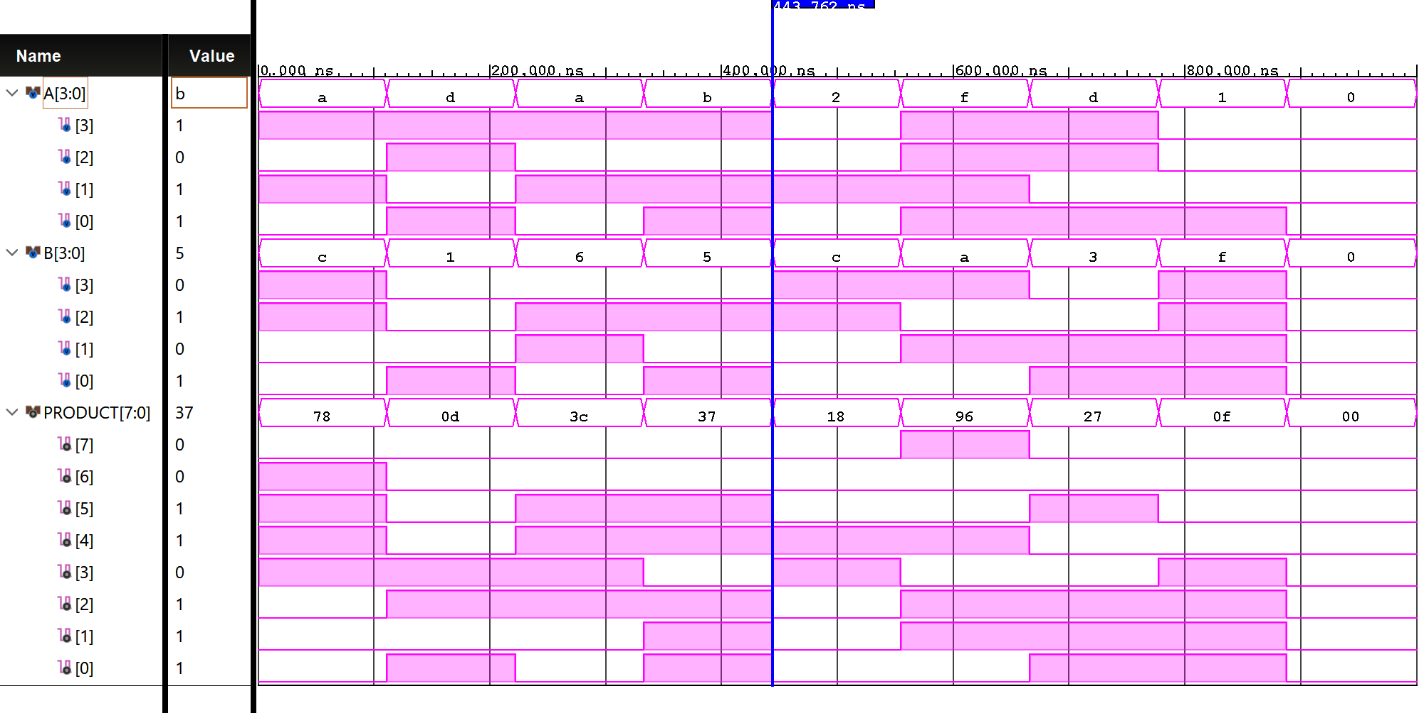 443.762 ns
Name Value
0.000 ns 200.000 ns 400.000 ns 600.000 ns 800.000 ns
A[3:0] b a d a b 2 f d 1 0
[3] 1
[2] 0
[1] 1
[0] 1
B[3:0] 5 c 1 6 5 c a 3 f 0
[3] 0
[2] 1
[1] 0
[0] 1
PRODUCT[7:0] 37 78 0d 3c 37 18 96 27 0f 00
[7] 0
[6] 0
[5] 1
[4] 1
[3] 0
[2] 1
[1] 1
[0] 1